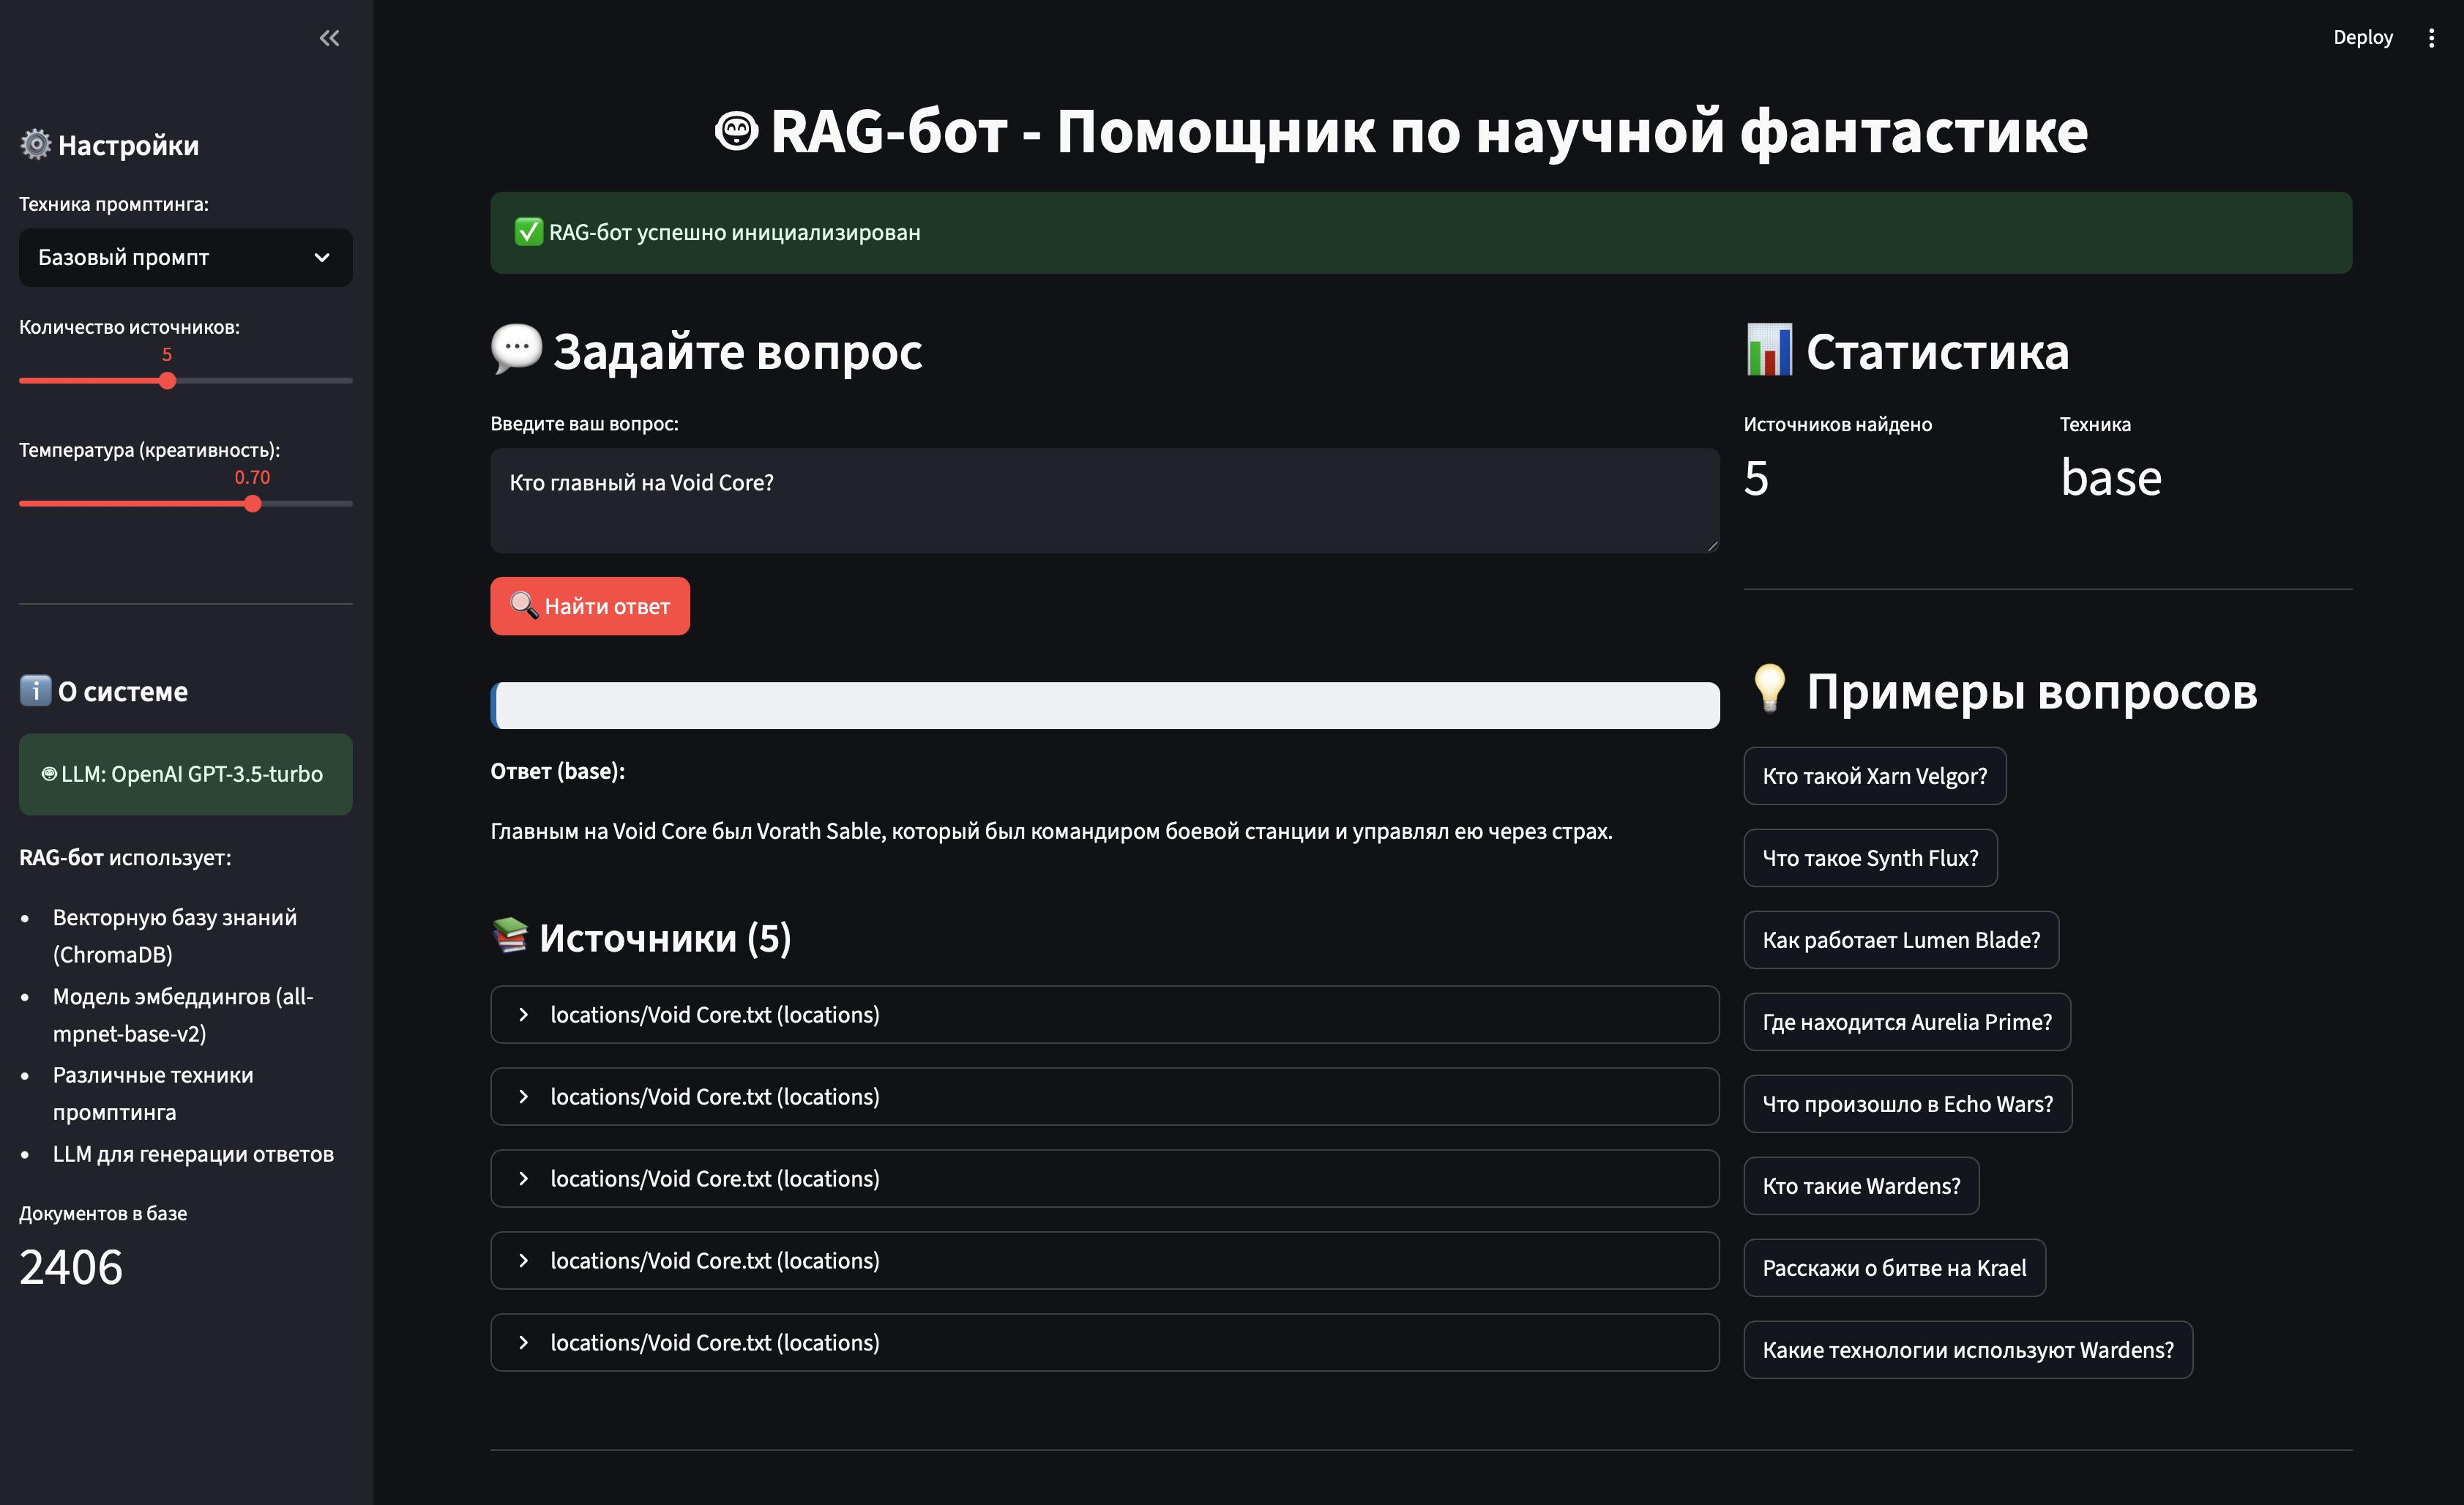 Deploy
Настройки
Техника промптинга:
Базовый промпт
Количество источников:
5
Температура (креативность):
0.70
О системе
LLM: OpenAI GPT-3.5-turbo
RAG-бот использует:
• Векторную базу знаний
(ChromaDB)
• Модель эмбеддингов (all-
mpnet-base-v2)
• Различные техники
промптинга
• LLM для генерации ответов
Документов в базе
2406
RAG-бот - Помощник по научной фантастике
RAG-бот успешно инициализирован
Задайте вопрос
Введите ваш вопрос:
Кто главный на Void Core?
Найти ответ
Ответ (base):
Главным на Void Core был Vorath Sable, который был командиром боевой станции и управлял ею через страх.
Источники (5)
locations/Void Core.txt (locations)
locations/Void Core.txt (locations)
locations/Void Core.txt (locations)
locations/Void Core.txt (locations)
locations/Void Core.txt (locations)
Статистика
Источников найдено
5
Техника
base
Примеры вопросов
Кто такой Xarn Velgor?
Что такое Synth Flux?
Как работает Lumen Blade?
Где находится Aurelia Prime?
Что произошло в Echo Wars?
Кто такие Wardens?
Расскажи о битве на Krael
Какие технологии используют Wardens?